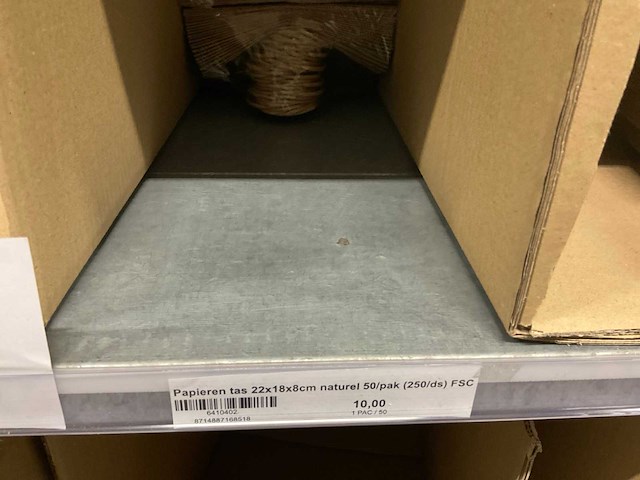 Papieren tas 22x18x8cm naturel 50/pak (250/ds) FSC
6410402
10,00
1 PAC / 50
8714887168518